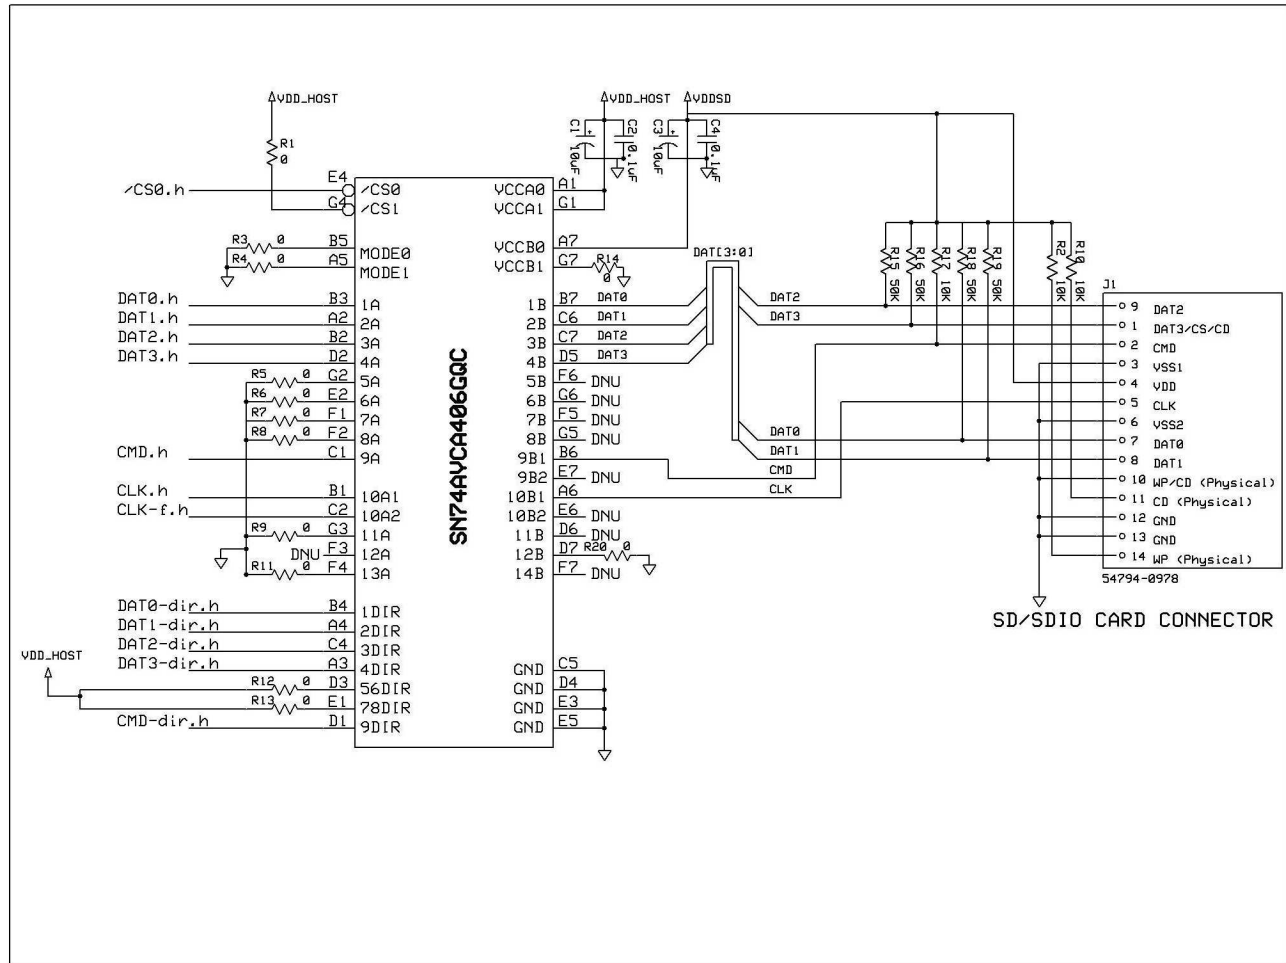 VDD_HOST
R1
0
VDD_HOST
VDDSD
C1
10uF
C2
0.1uF
C3
10uF
C4
0.1uF
/CS0.h
E4
/CS0
G4
/CS1
R3 0
B5
MODE0
R4 0
A5
MODE1
DAT0.h B3 1A
DAT1.h A2 2A
DAT2.h B2 3A
DAT3.h D2 4A
R5 0 G2 5A
R6 0 E2 6A
R7 0 F1 7A
R8 0 F2 8A
CMD.h C1 9A
CLK.h B1 10A1
CLK-f.h C2 10A2
R9 0 G3 11A
DNU F3 12A
R11 0 F4 13A
DAT0-dir.h B4 1DIR
DAT1-dir.h A4 2DIR
DAT2-dir.h C4 3DIR
DAT3-dir.h A3 4DIR
VDD_HOST
R12 0 D3 56DIR
R13 0 E1 78DIR
CMD-dir.h D1 9DIR
SN74AVCA406GQC
VCCA0 A1
VCCA1 G1
VCCB0 A7
VCCB1 G7 R14
0
1B B7 DAT0
2B C6 DAT1
3B C7 DAT2
4B D5 DAT3
5B F6 DNU
6B G6 DNU
7B F5 DNU
8B G5 DNU
9B1 B6
9B2 E7 DNU
10B1 A6
10B2 E6 DNU
11B D6 DNU
12B D7 R20 0
14B F7 DNU
GND C5
GND D4
GND E3
GND E5
DAT[3:0]
DAT2
DAT3
DAT0
DAT1
CMD
CLK
R15 50K
R16 50K
R17 10K
R18 50K
R19 50K
R2 10K
R10 10K
J1
9 DAT2
1 DAT3/CS/CD
2 CMD
3 VSS1
4 VDD
5 CLK
6 VSS2
7 DAT0
8 DAT1
10 WP/CD (Physical)
11 CD (Physical)
12 GND
13 GND
14 WP (Physical)
54794-0978
SD/SDIO CARD CONNECTOR